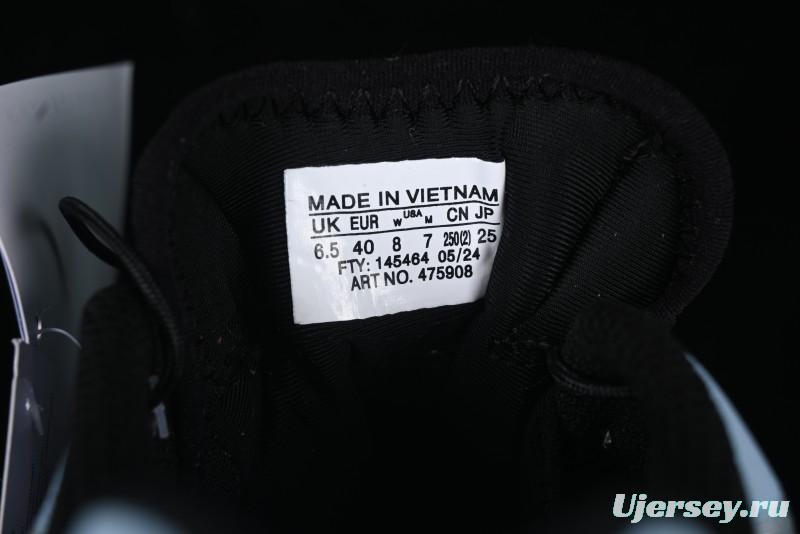 MADE IN VIETNAM
UK EUR W USA M CN JP
6.5 40 8 7 250(2) 25
FTY: 145464 05/24
ART NO. 475908
Ujersey.ru